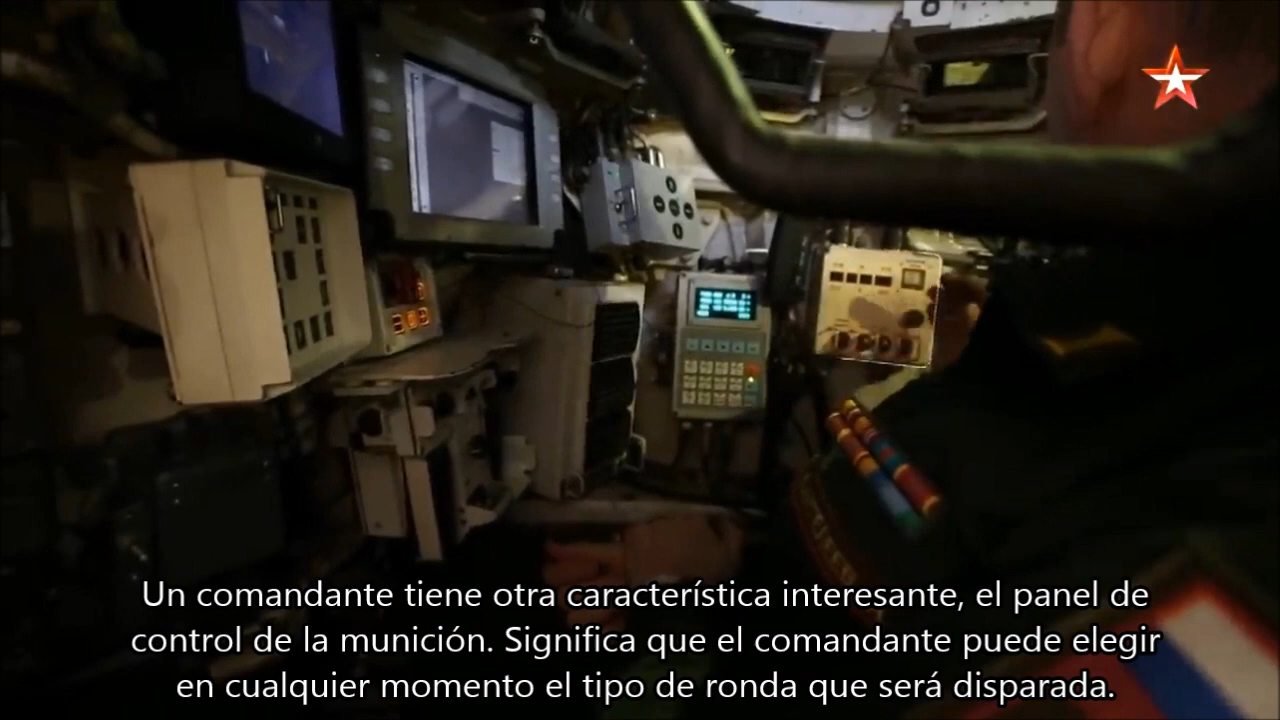 Un comandante tiene otra característica interesante, el panel de
control de la munición. Significa que el comandante puede elegir
en cualquier momento el tipo de ronda que será disparada.